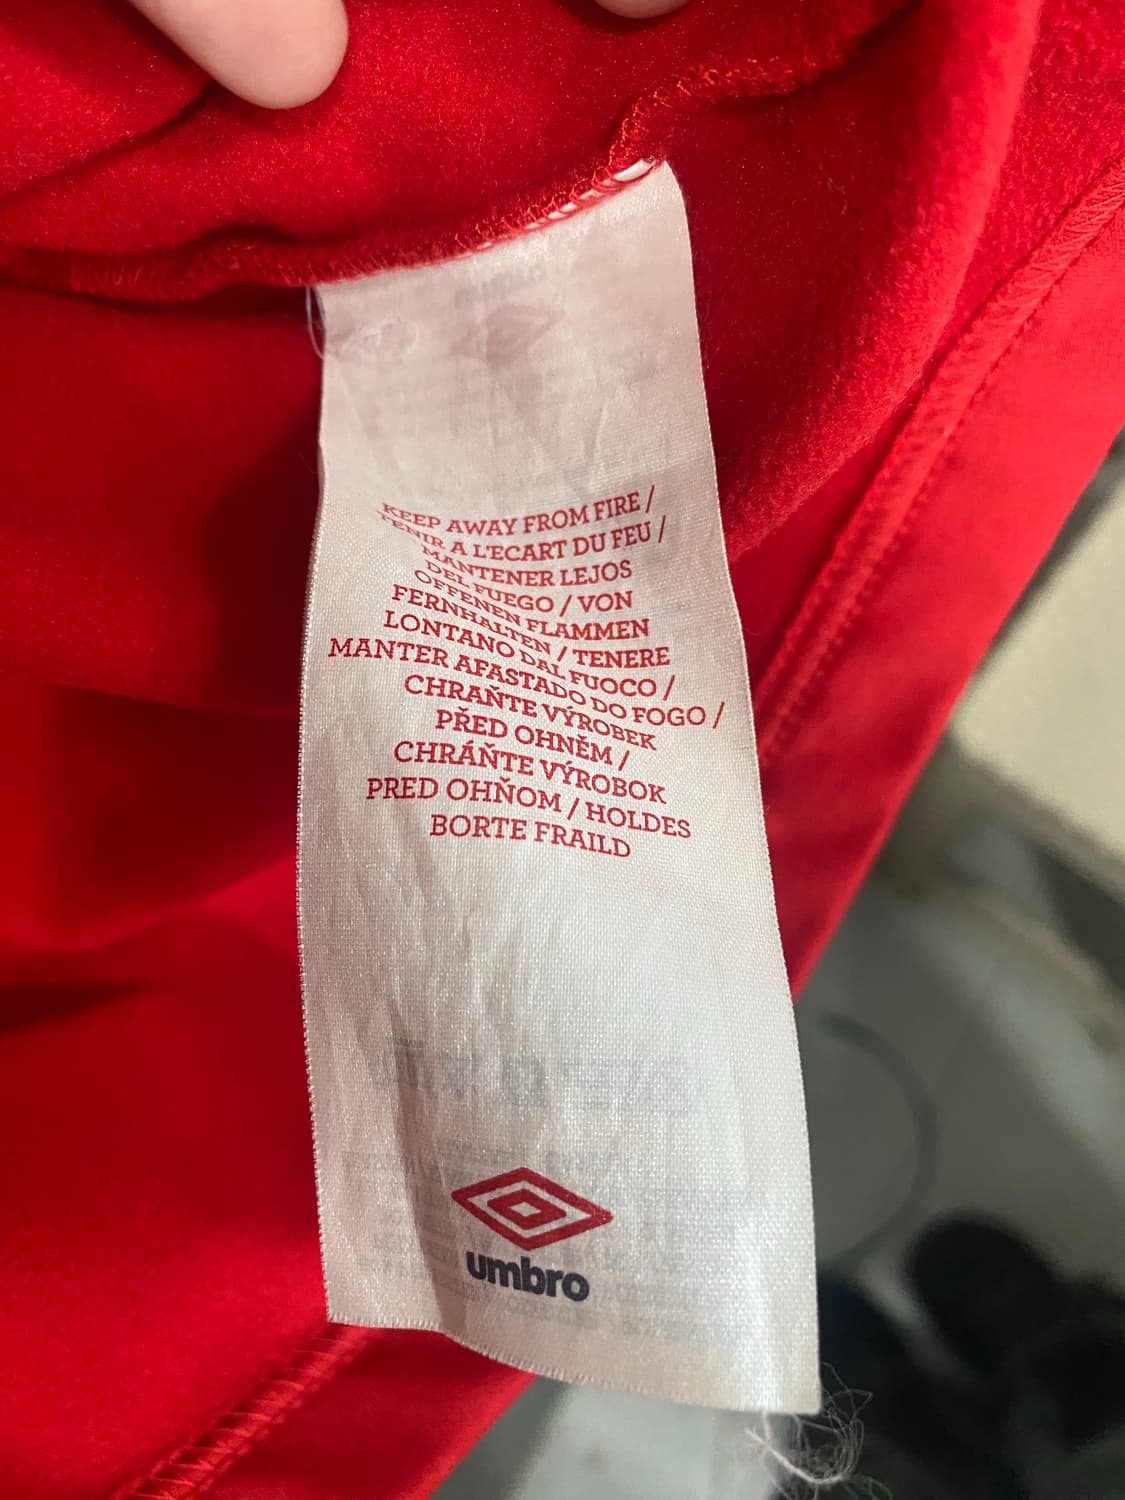 KEEP AWAY FROM FIRE /
TENIR A L'ECART DU FEU /
MANTENER LEJOS
DEL FUEGO / VON
OFFENEN FLAMMEN
FERNHALTEN / TENERE
LONTANO DAL FUOCO /
MANTER AFASTADO DO FOGO /
CHRAŇTE VÝROBEK
PŘED OHNĚM /
CHRÁŇTE VÝROBOK
PRED OHŇOM / HOLDES
BORTE FRAILD
umbro